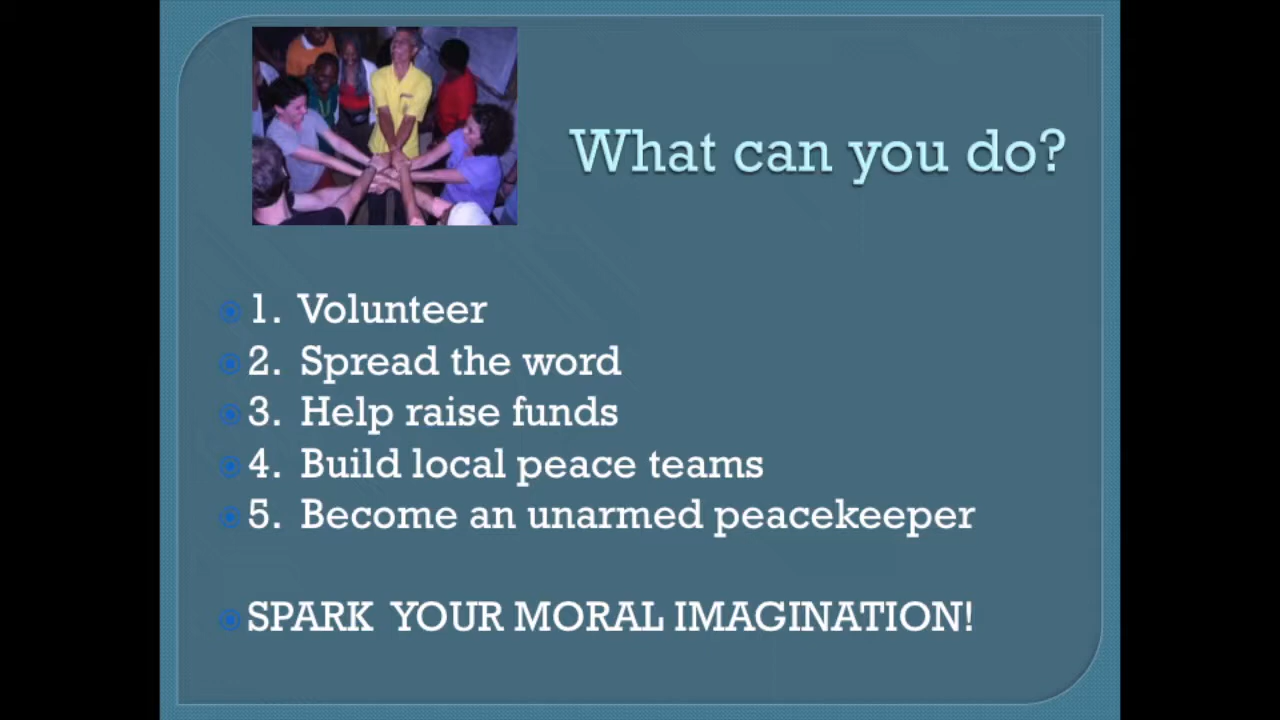 What can you do?
1. Volunteer
2. Spread the word
3. Help raise funds
4. Build local peace teams
5. Become an unarmed peacekeeper
SPARK YOUR MORAL IMAGINATION!